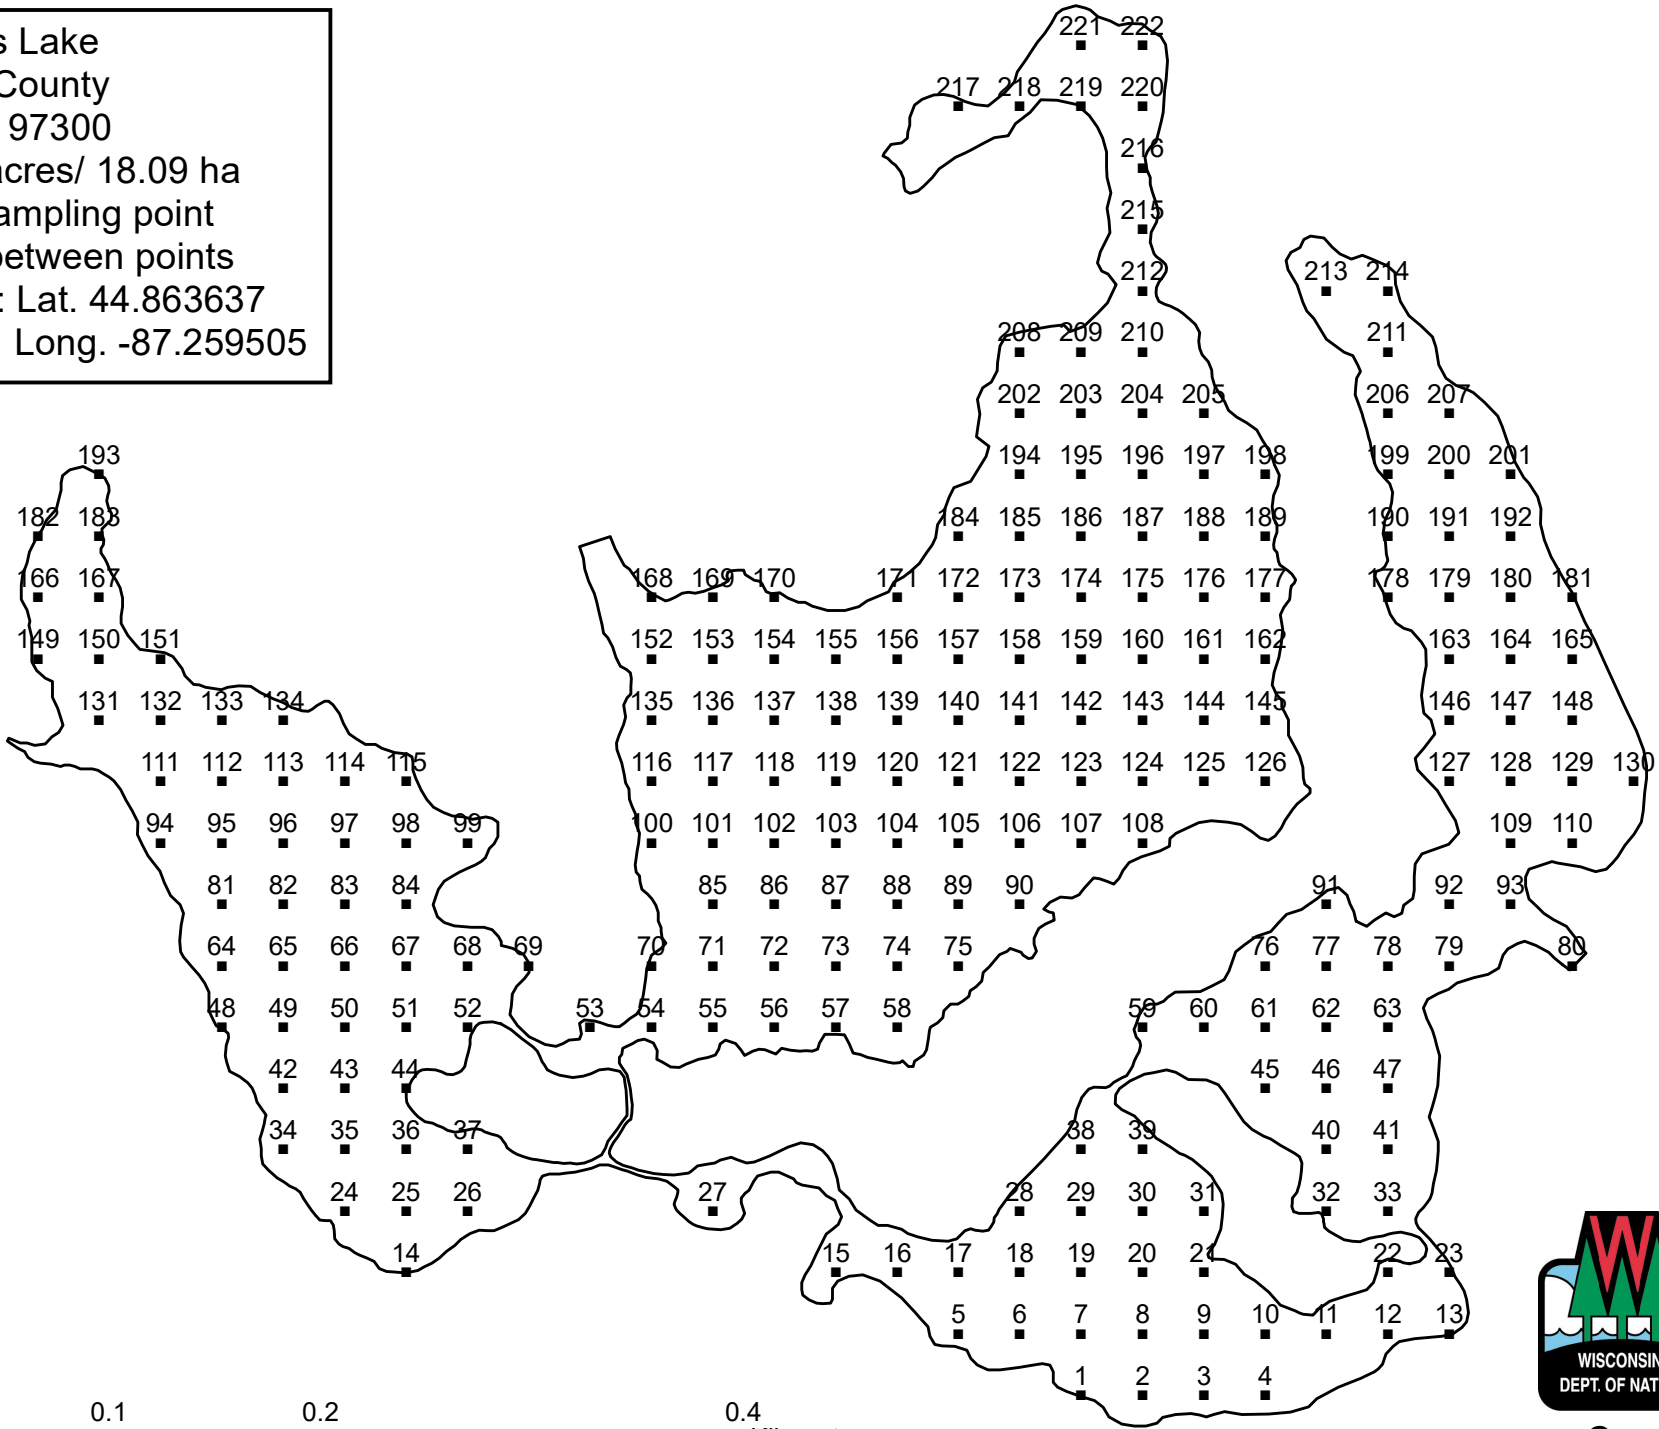 s Lake
County
97300
acres/ 18.09 ha
ampling point
between points
: Lat. 44.863637
Long. -87.259505
221 222
217 218 219 220
216
215
212 213 214
208 209 210 211
202 203 204 205 206 207
193 194 195 196 197 198 199 200 201
182 183 184 185 186 187 188 189 190 191 192
166 167 168 169 170 171 172 173 174 175 176 177 178 179 180 181
149 150 151 152 153 154 155 156 157 158 159 160 161 162 163 164 165
131 132 133 134 135 136 137 138 139 140 141 142 143 144 145 146 147 148
111 112 113 114 115 116 117 118 119 120 121 122 123 124 125 126 127 128 129 130
94 95 96 97 98 99 100 101 102 103 104 105 106 107 108 109 110
81 82 83 84 85 86 87 88 89 90 91 92 93
64 65 66 67 68 69 70 71 72 73 74 75 76 77 78 79 80
48 49 50 51 52 53 54 55 56 57 58 59 60 61 62 63
42 43 44 45 46 47
34 35 36 37 38 39 40 41
24 25 26 27 28 29 30 31 32 33
14 15 16 17 18 19 20 21 22 23
5 6 7 8 9 10 11 12 13
1 2 3 4
W
WISCONSIN
DEPT. OF NAT
0.1 0.2 0.4